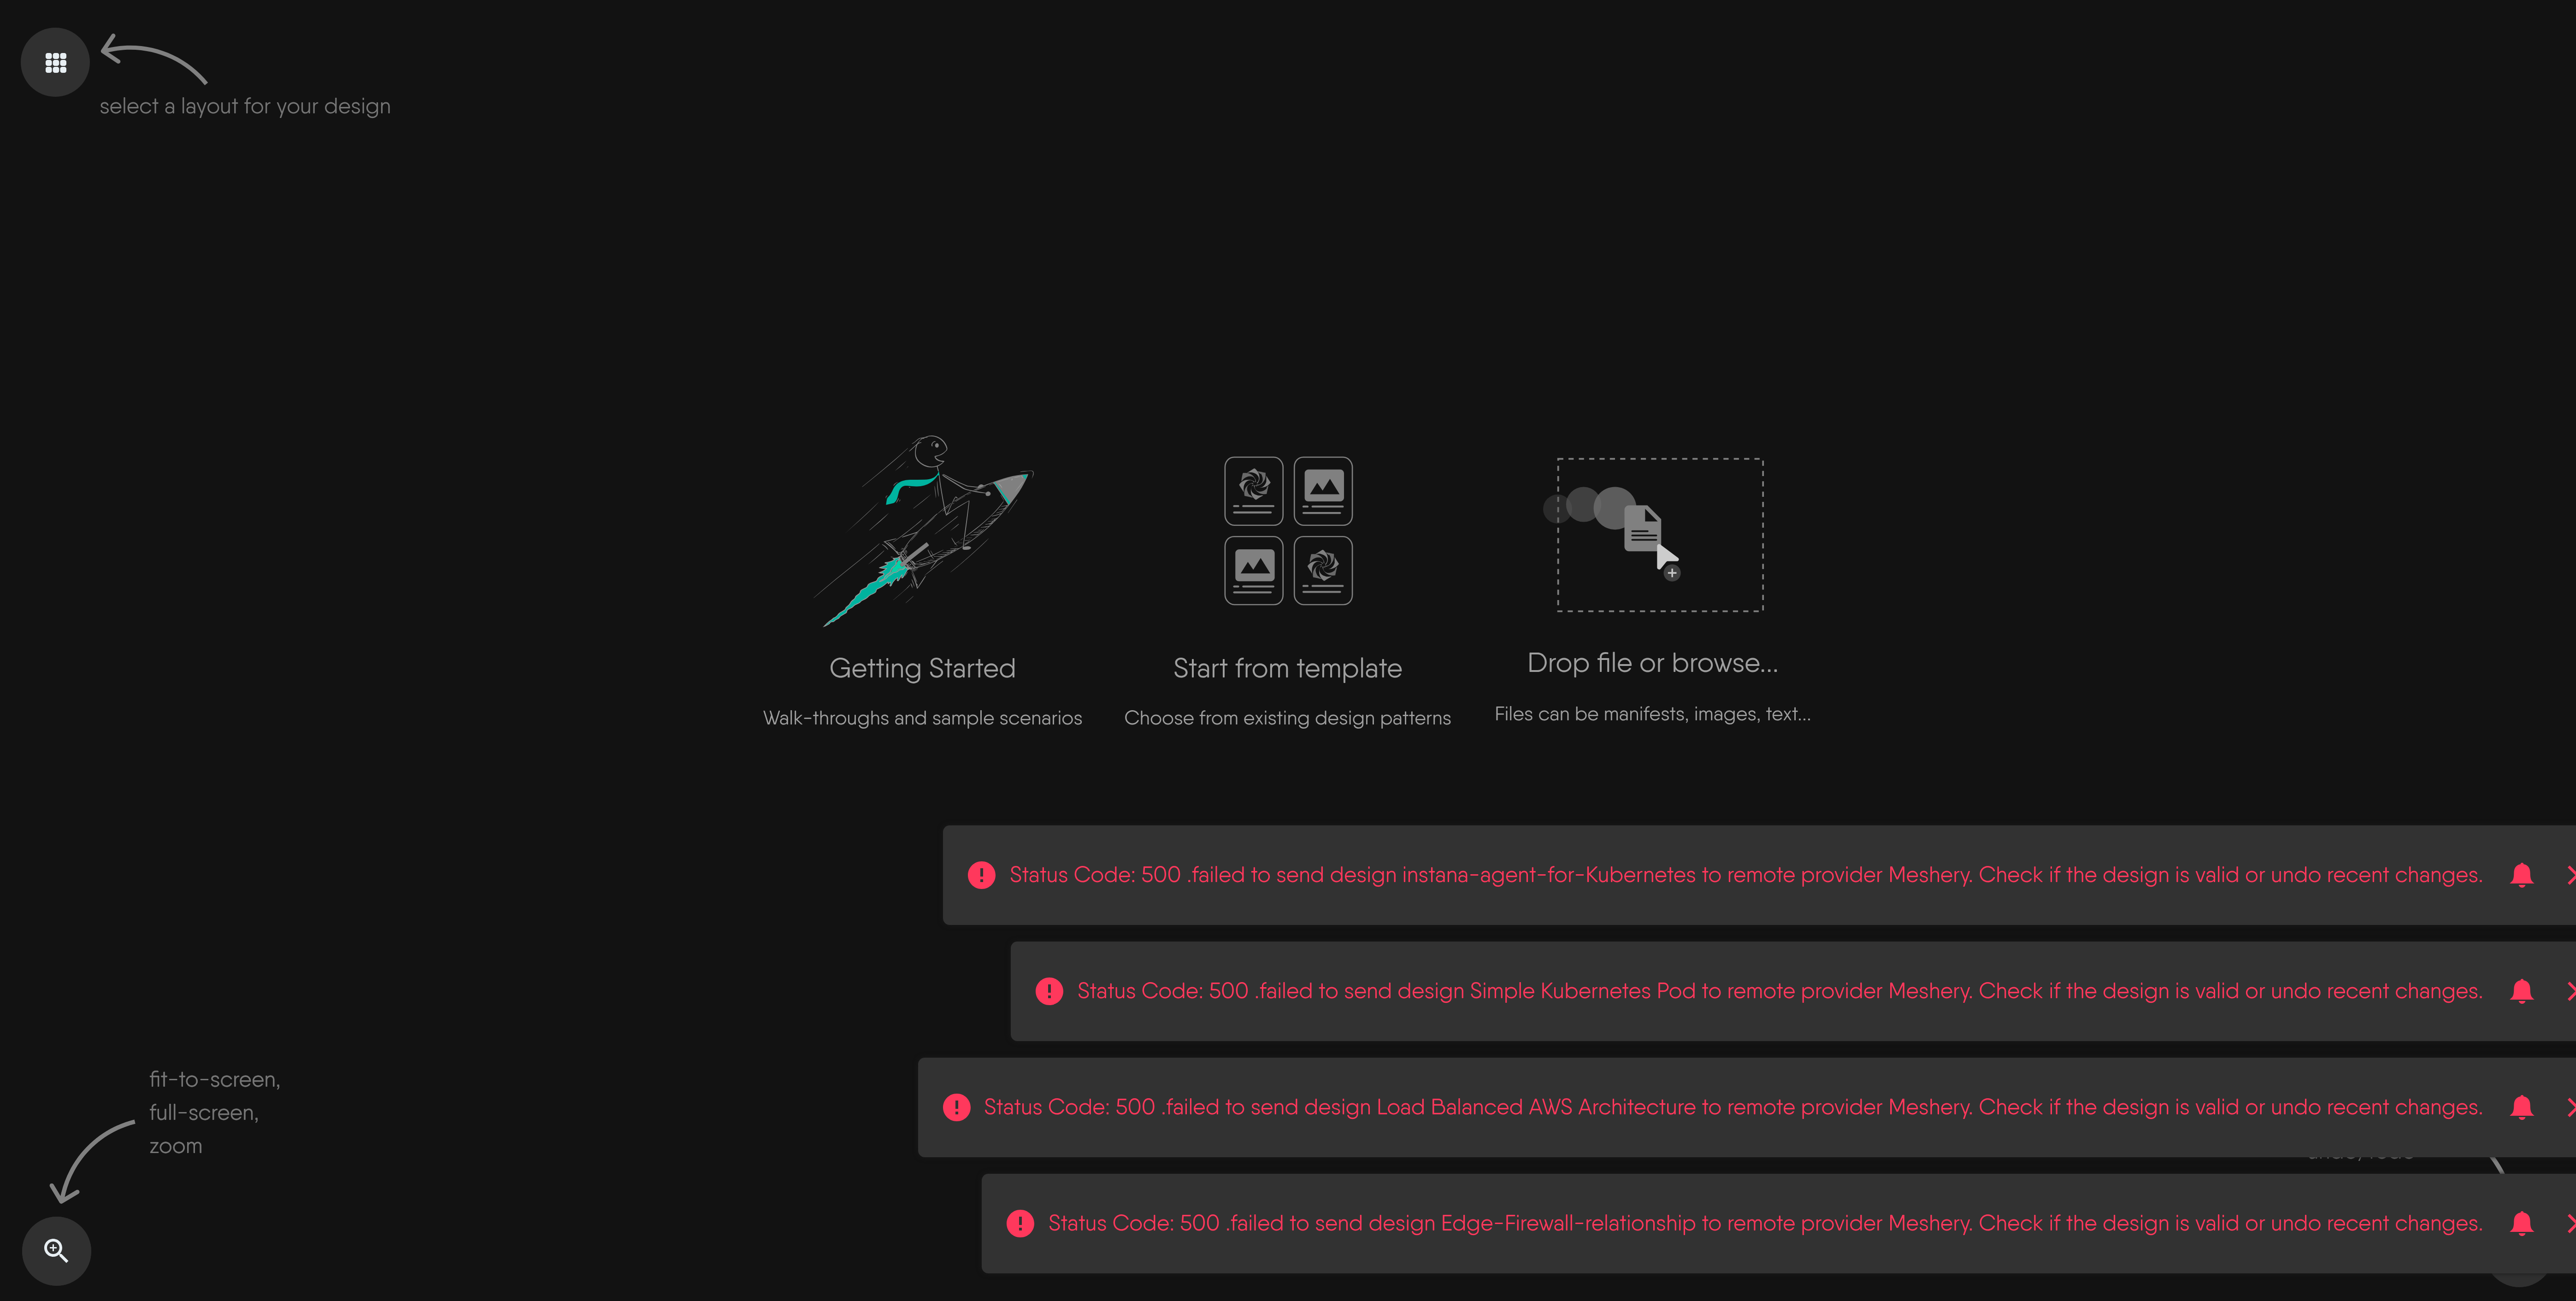 select a layout for your design
Getting Started
Walk-throughs and sample scenarios
Start from template
Choose from existing design patterns
Drop file or browse...
Files can be manifests, images, text...
Status Code: 500 .failed to send design instana-agent-for-Kubernetes to remote provider Meshery. Check if the design is valid or undo recent changes.
Status Code: 500 .failed to send design Simple Kubernetes Pod to remote provider Meshery. Check if the design is valid or undo recent changes.
fit-to-screen,
full-screen,
zoom
Status Code: 500 .failed to send design Load Balanced AWS Architecture to remote provider Meshery. Check if the design is valid or undo recent changes.
Status Code: 500 .failed to send design Edge-Firewall-relationship to remote provider Meshery. Check if the design is valid or undo recent changes.